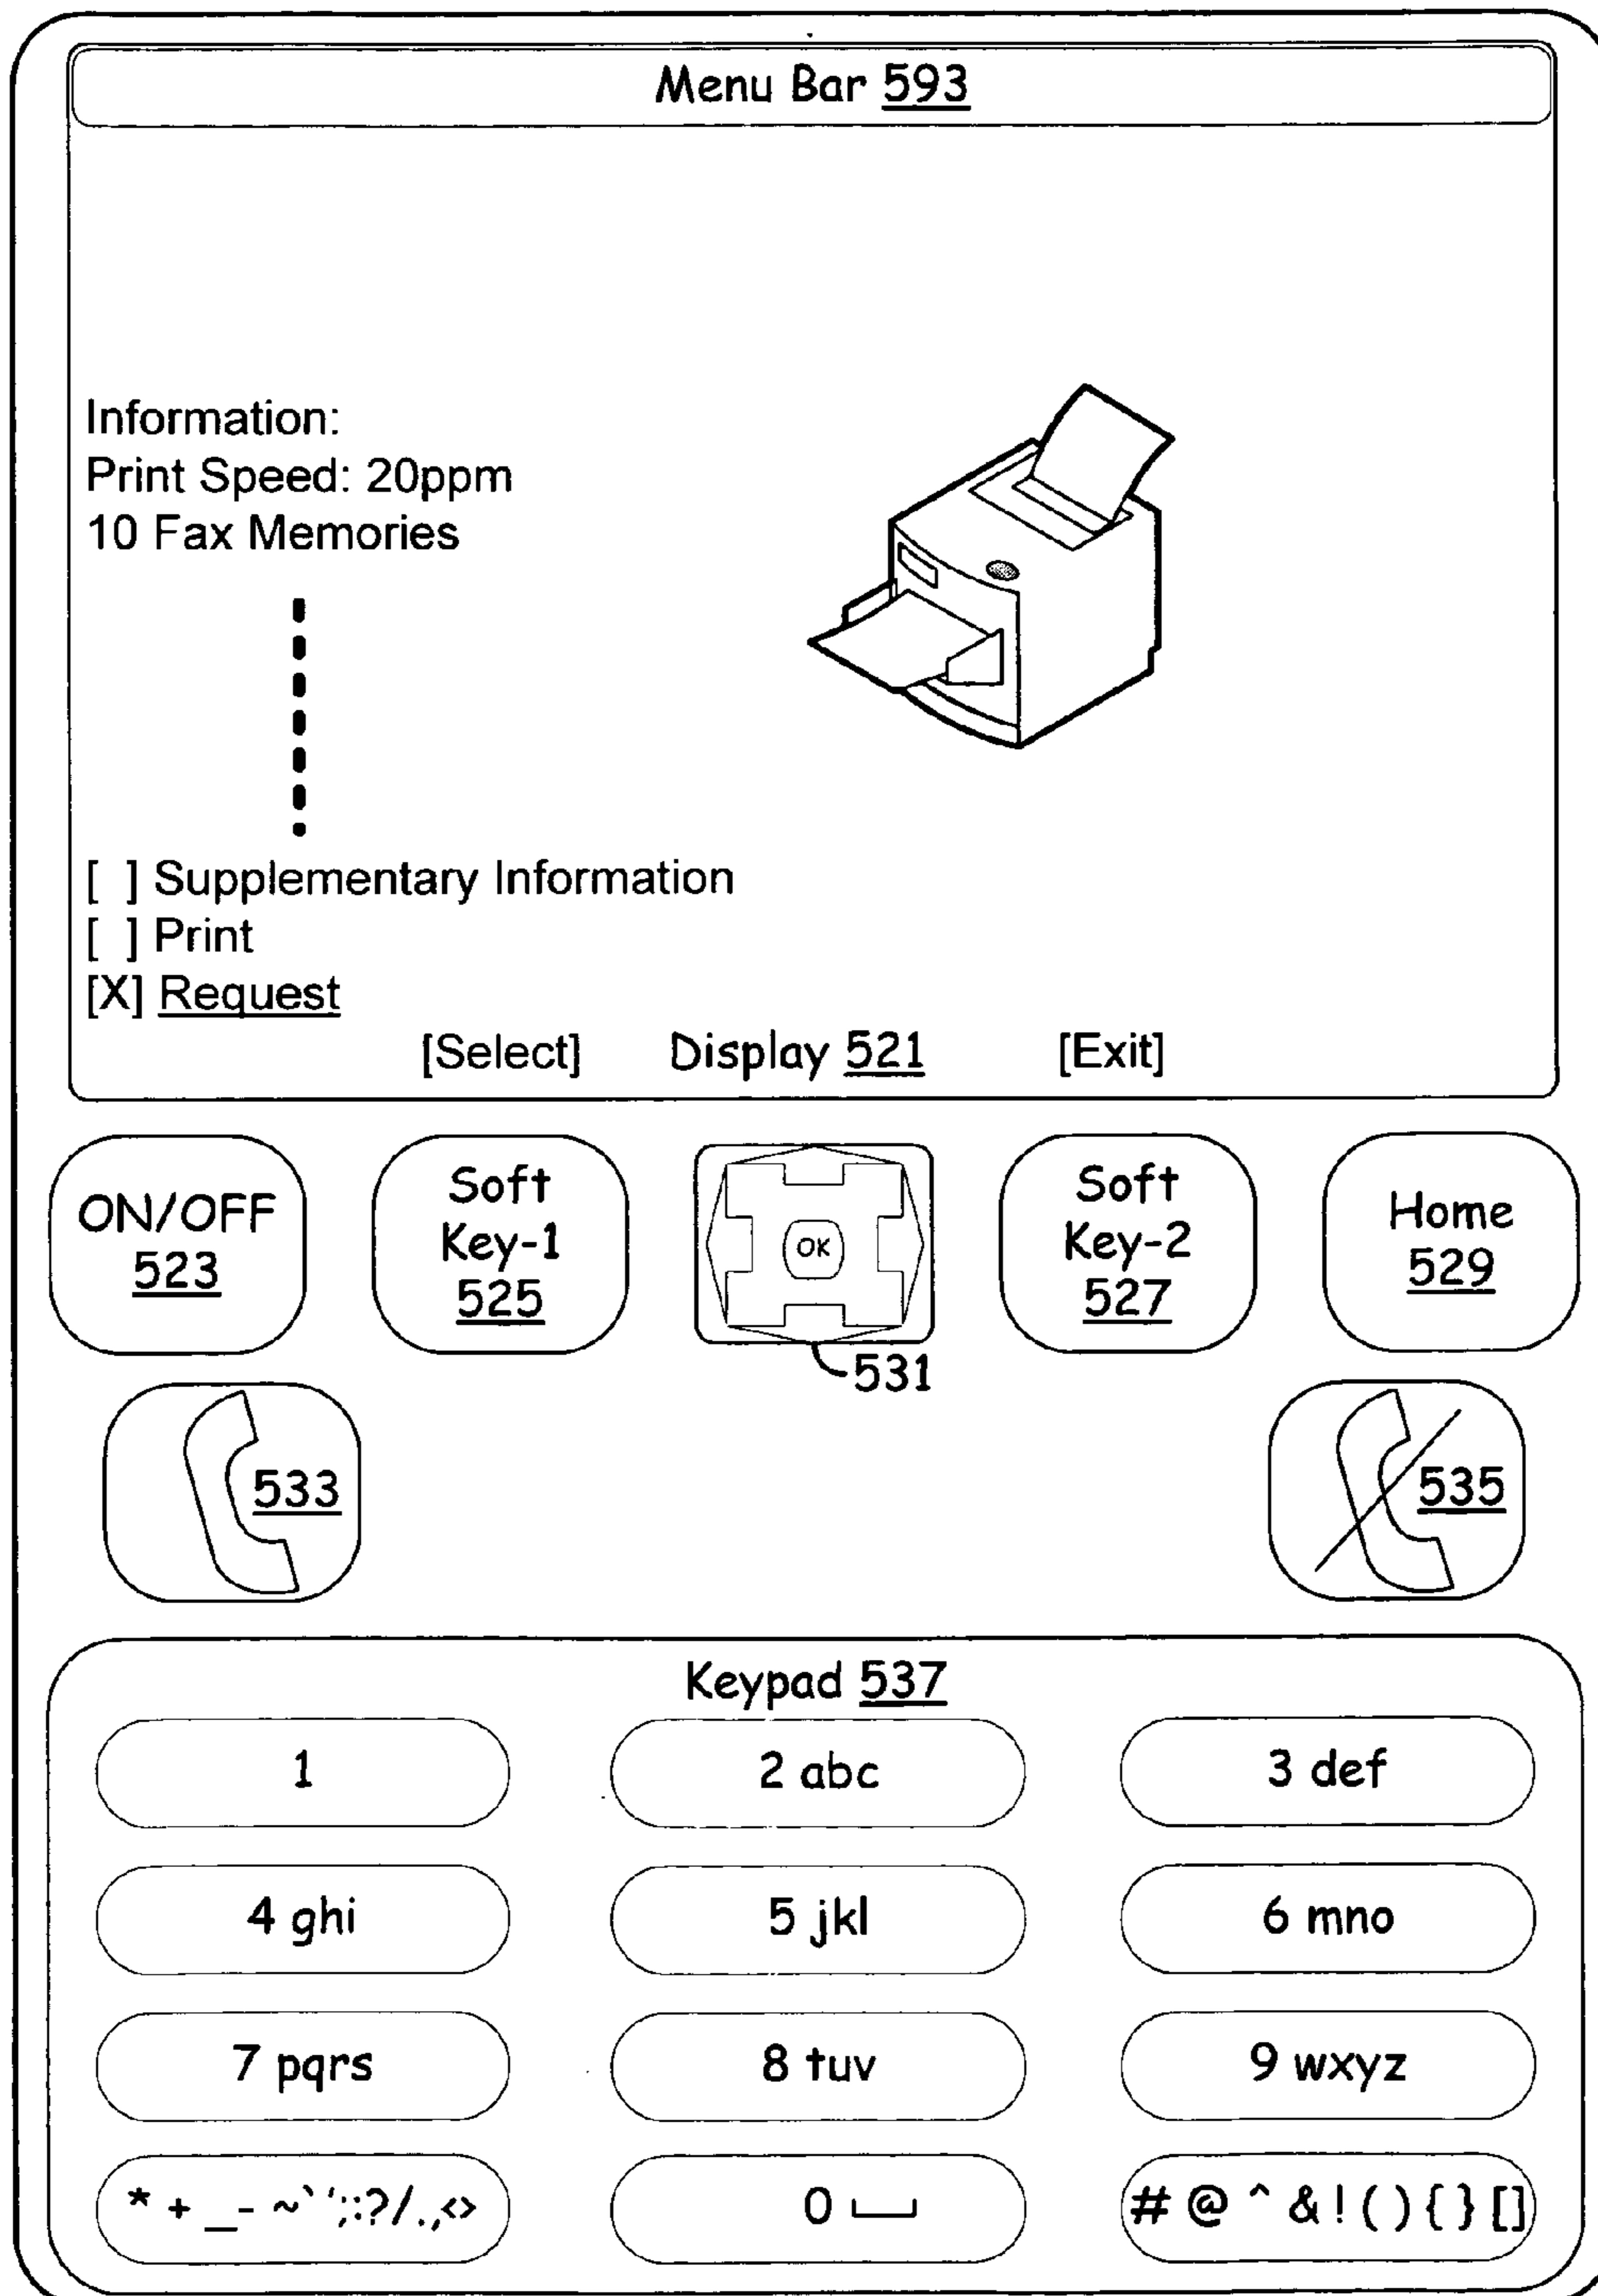 Menu Bar 593
Information:
Print Speed: 20ppm
10 Fax Memories
[ ] Supplementary Information
[ ] Print
[X] Request
[Select] Display 521 [Exit]
ON/OFF
523
Soft
Key-1
525
OK
531
Soft
Key-2
527
Home
529
533
535
Keypad 537
1
2 abc
3 def
4 ghi
5 jkl
6 mno
7 pqrs
8 tuv
9 wxyz
* + _- ~` ';:?/.,<>
0 ⎵
# @ ^ & ! ( ) { } []